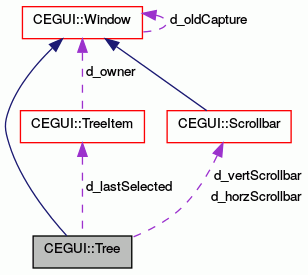 CEGUI::Window
d_oldCapture
d_owner
CEGUI::TreeItem
CEGUI::Scrollbar
d_lastSelected
d_vertScrollbar
d_horzScrollbar
CEGUI::Tree